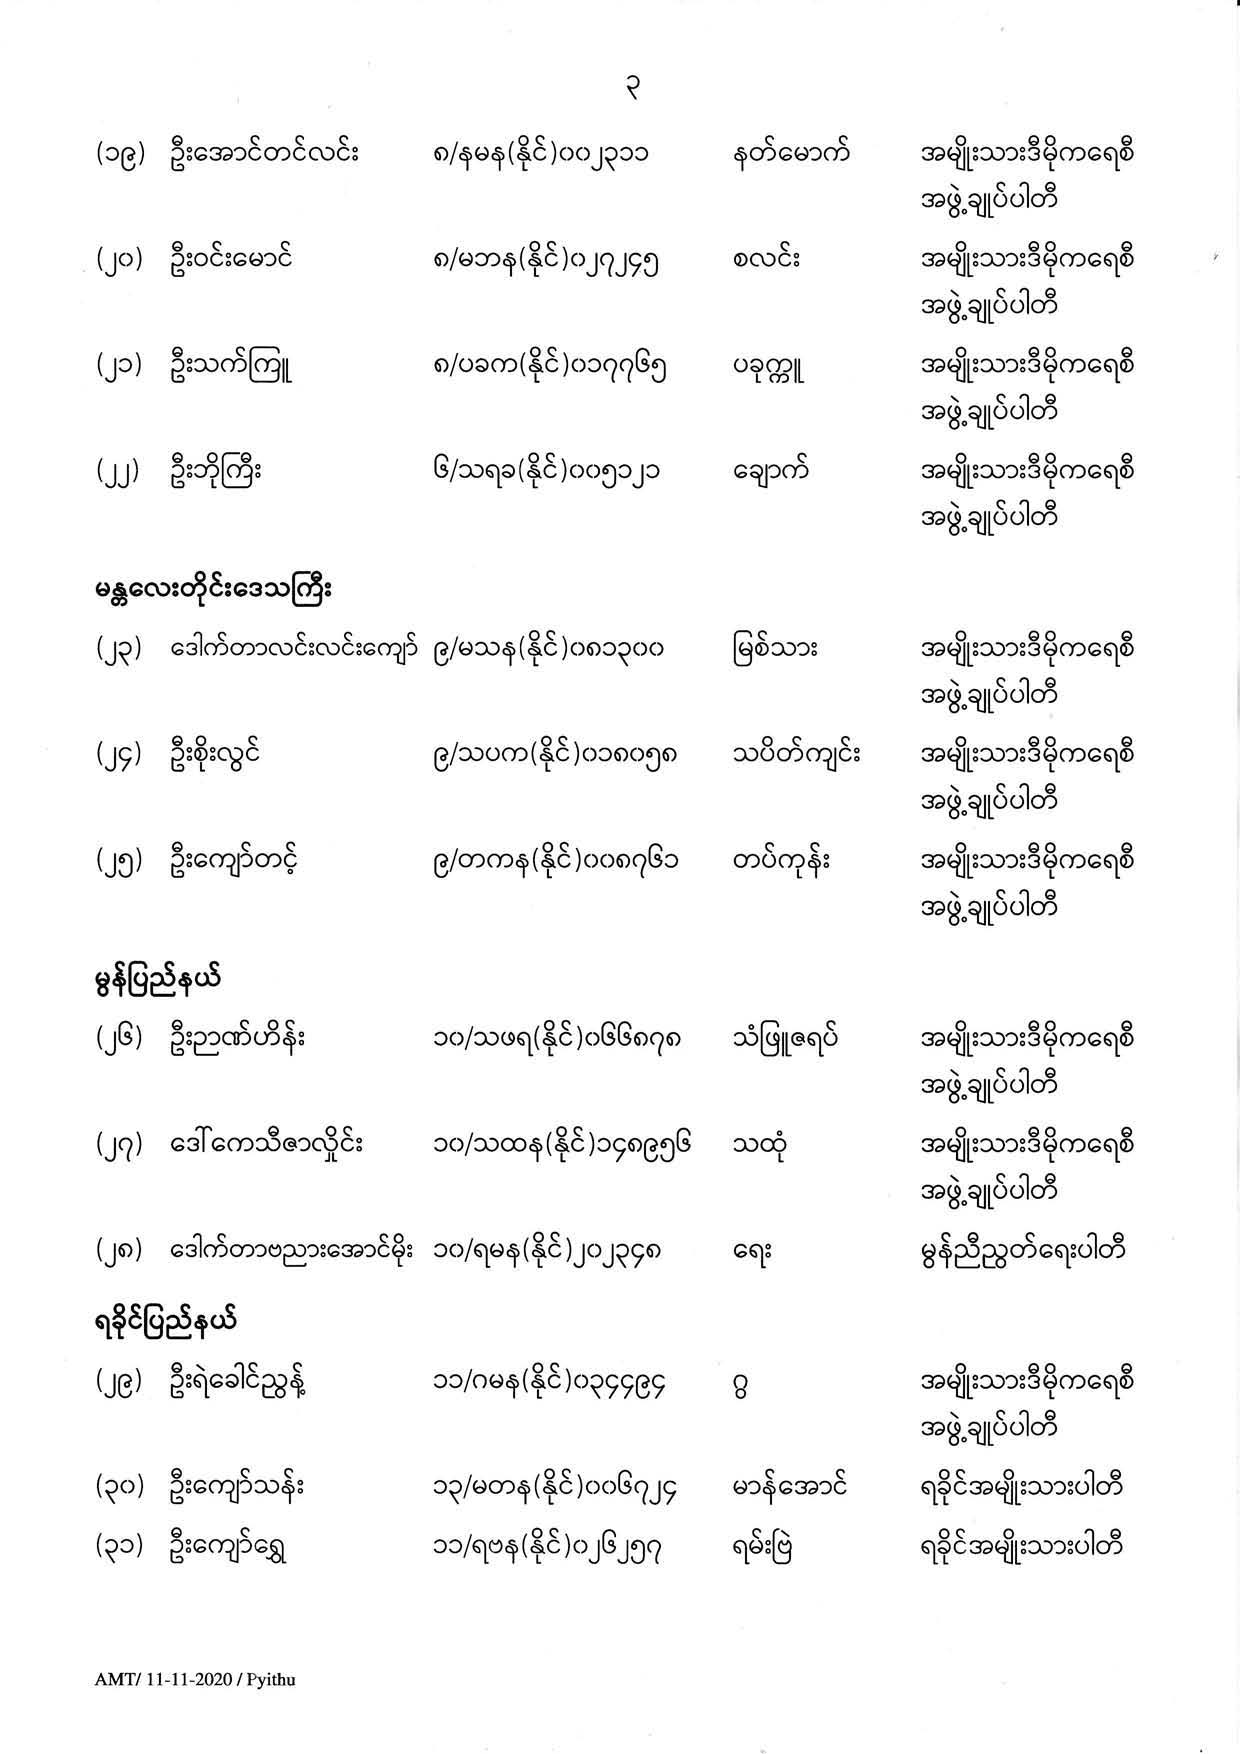 ၃
(၁၉) ဦးအောင်တင်လင်း ၈/နမန(နိုင်)၀၀၂၃၁၁ နတ်မောက် အမျိုးသားဒီမိုကရေစီ
အဖွဲ့ချုပ်ပါတီ
(၂၀) ဦးဝင်းမောင် ၈/မဘန(နိုင်)၀၂၇၂၄၅ စလင်း အမျိုးသားဒီမိုကရေစီ
အဖွဲ့ချုပ်ပါတီ
(၂၁) ဦးသက်ကြူ ၈/ပခက(နိုင်)၀၁၇၇၆၅ ပခုက္ကူ အမျိုးသားဒီမိုကရေစီ
အဖွဲ့ချုပ်ပါတီ
(၂၂) ဦးဘိုကြီး ၆/သရခ(နိုင်)၀၀၅၁၂၁ ချောက် အမျိုးသားဒီမိုကရေစီ
အဖွဲ့ချုပ်ပါတီ
မန္တလေးတိုင်းဒေသကြီး
(၂၃) ဒေါက်တာလင်းလင်းကျော် ၉/မသန(နိုင်)၀၈၁၃၀၀ မြစ်သား အမျိုးသားဒီမိုကရေစီ
အဖွဲ့ချုပ်ပါတီ
(၂၄) ဦးစိုးလွင် ၉/သပက(နိုင်)၀၁၈၀၅၈ သပိတ်ကျင်း အမျိုးသားဒီမိုကရေစီ
အဖွဲ့ချုပ်ပါတီ
(၂၅) ဦးကျော်တင့် ၉/တကန(နိုင်)၀၀၈၇၆၁ တပ်ကုန်း အမျိုးသားဒီမိုကရေစီ
အဖွဲ့ချုပ်ပါတီ
မွန်ပြည်နယ်
(၂၆) ဦးဉာဏ်ဟိန်း ၁၀/သဖရ(နိုင်)၀၆၆၈၇၈ သံဖြူဇရပ် အမျိုးသားဒီမိုကရေစီ
အဖွဲ့ချုပ်ပါတီ
(၂၇) ဒေါ်ကေသီဇာလှိုင်း ၁၀/သထန(နိုင်)၁၄၈၉၅၆ သထုံ အမျိုးသားဒီမိုကရေစီ
အဖွဲ့ချုပ်ပါတီ
(၂၈) ဒေါက်တာဗညားအောင်မိုး ၁၀/ရမန(နိုင်)၂၀၂၃၄၈ ရေး မွန်ညီညွတ်ရေးပါတီ
ရခိုင်ပြည်နယ်
(၂၉) ဦးရဲခေါင်ညွန့် ၁၁/ဂမန(နိုင်)၀၃၄၄၉၄ ဂွ အမျိုးသားဒီမိုကရေစီ
အဖွဲ့ချုပ်ပါတီ
(၃၀) ဦးကျော်သန်း ၁၃/မတန(နိုင်)၀၀၆၇၂၄ မာန်အောင် ရခိုင်အမျိုးသားပါတီ
(၃၁) ဦးကျော်ရွှေ ၁၁/ရဗန(နိုင်)၀၂၆၂၅၇ ရမ်းဗြဲ ရခိုင်အမျိုးသားပါတီ
AMT/ 11-11-2020 / Pyithu